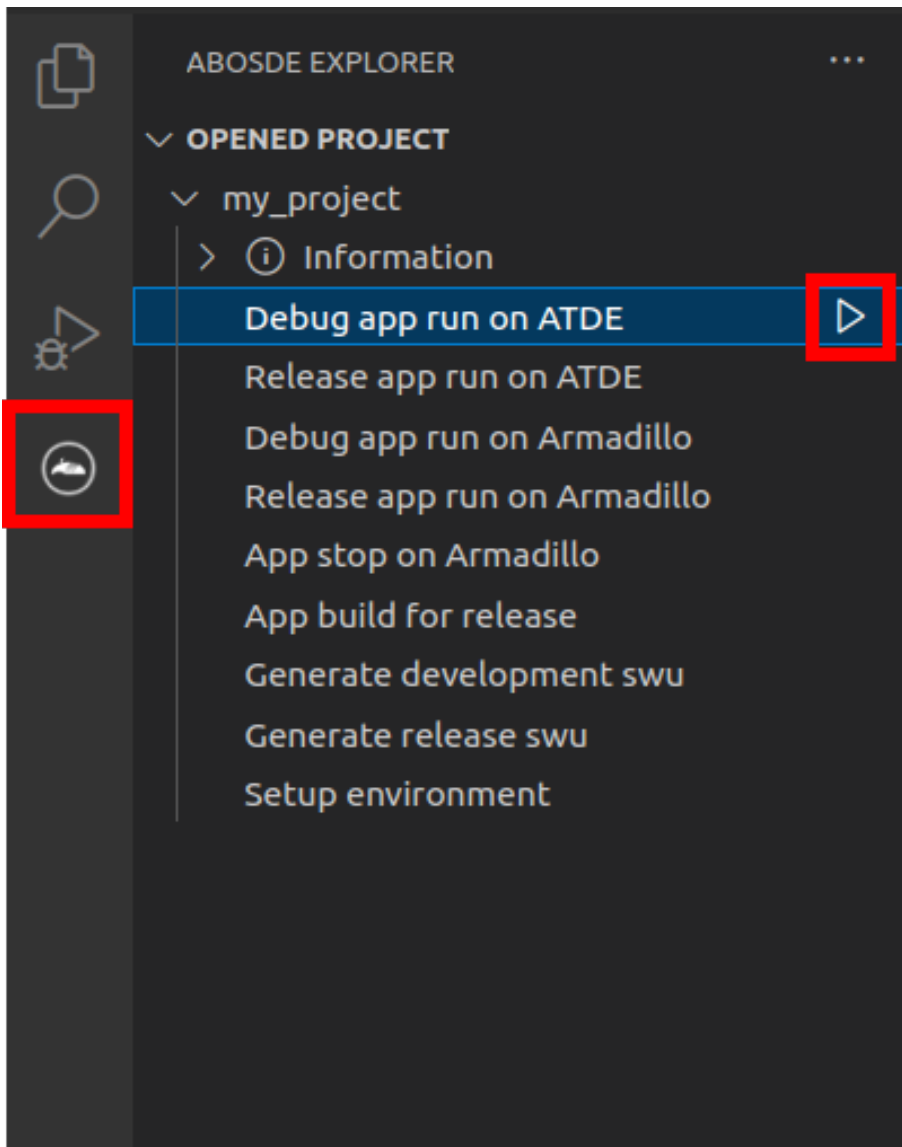 ABOSDE EXPLORER
OPENED PROJECT
my_project
Information
Debug app run on ATDE
Release app run on ATDE
Debug app run on Armadillo
Release app run on Armadillo
App stop on Armadillo
App build for release
Generate development swu
Generate release swu
Setup environment